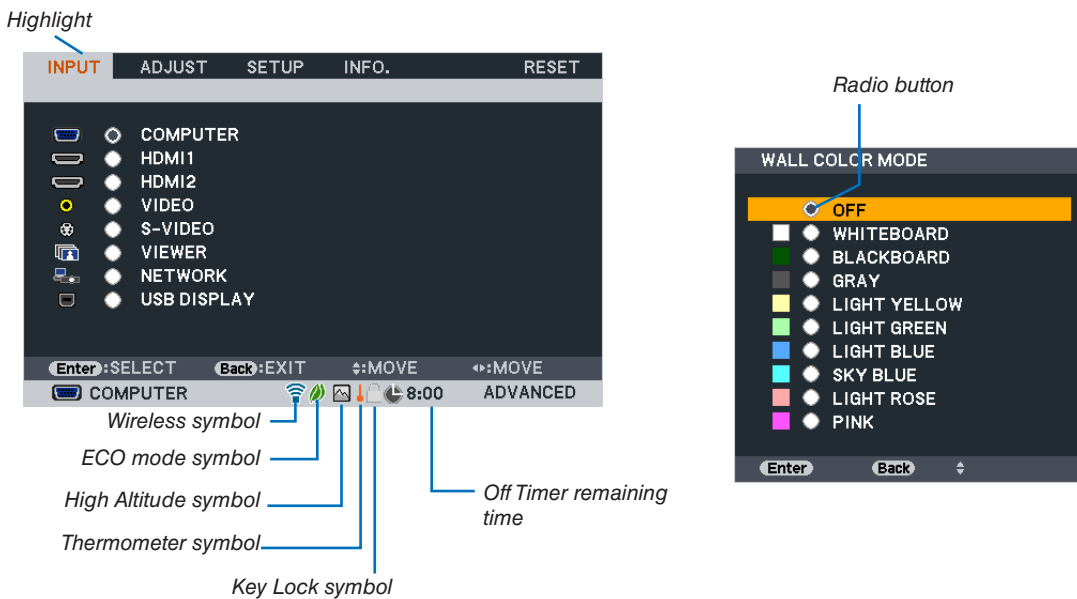 Highlight
INPUT ADJUST SETUP INFO. RESET
COMPUTER
HDMI1
HDMI2
VIDEO
S-VIDEO
VIEWER
NETWORK
USB DISPLAY
Enter:SELECT Back:EXIT :MOVE :MOVE
COMPUTER 8:00 ADVANCED
Wireless symbol
ECO mode symbol
High Altitude symbol
Thermometer symbol
Key Lock symbol
Off Timer remaining
time
Radio button
WALL COLOR MODE
OFF
WHITEBOARD
BLACKBOARD
GRAY
LIGHT YELLOW
LIGHT GREEN
LIGHT BLUE
SKY BLUE
LIGHT ROSE
PINK
Enter Back